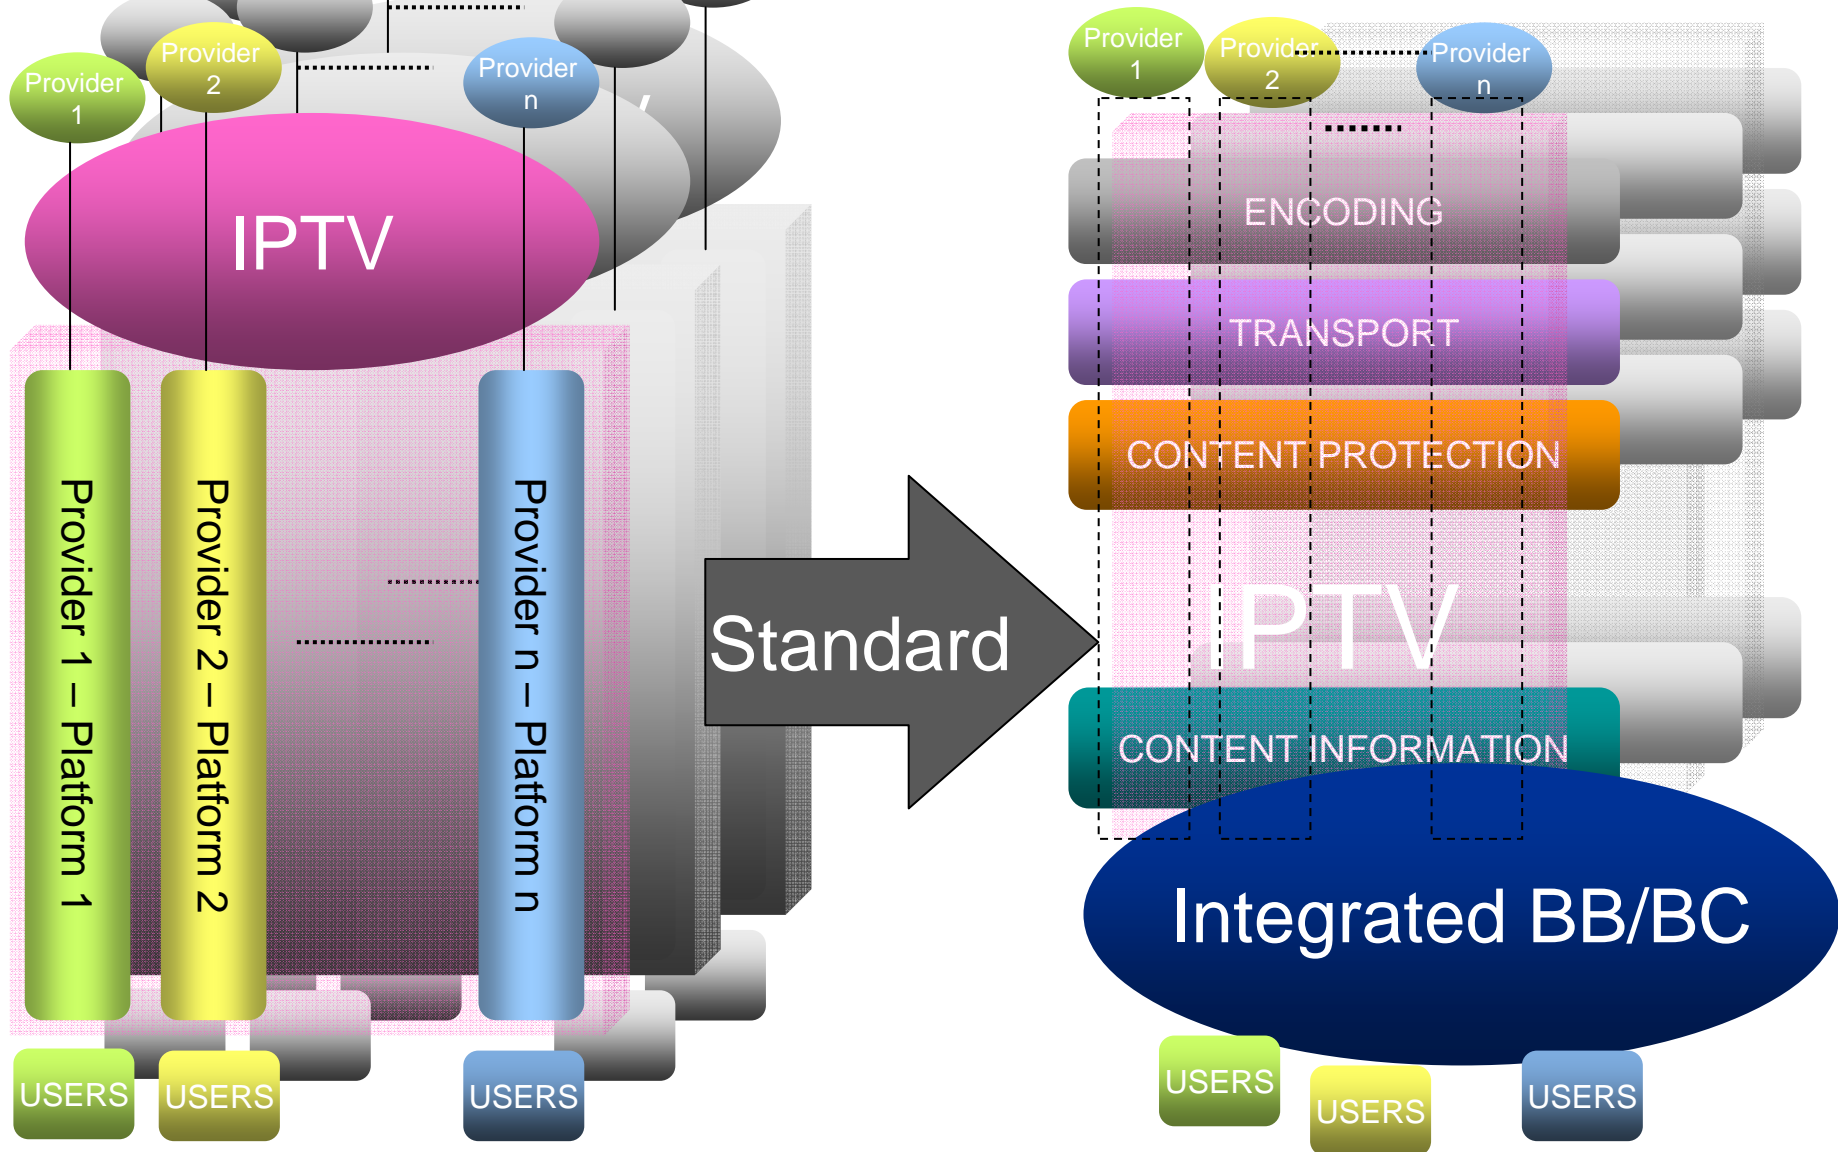 Provider
1
Provider
2
Provider
n
IPTV
Provider 1 – Platform 1
Provider 2 – Platform 2
Provider n – Platform n
USERS
USERS
USERS
Standard
Provider
1
Provider
2
Provider
n
ENCODING
TRANSPORT
CONTENT PROTECTION
IPTV
CONTENT INFORMATION
Integrated BB/BC
USERS
USERS
USERS